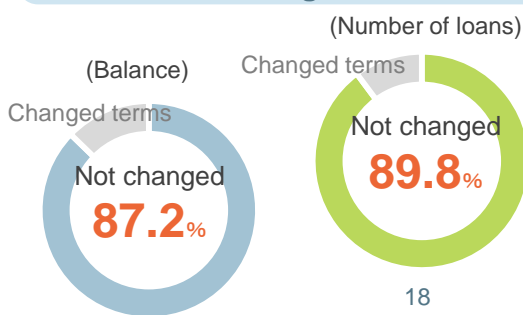 (Number of loans)
Changed terms
Not changed
89.8%
(Balance)
Changed terms
Not changed
87.2%
18